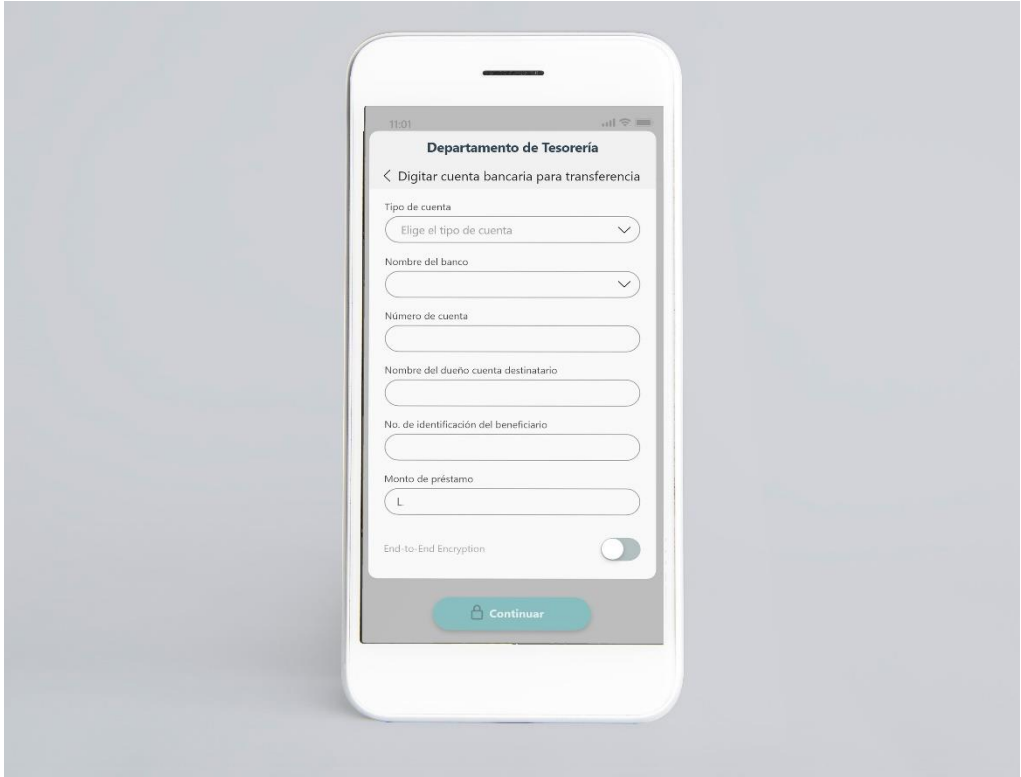 11:01
Departamento de Tesorería
Digitar cuenta bancaria para transferencia
Tipo de cuenta
Elige el tipo de cuenta
Nombre del banco
Número de cuenta
Nombre del dueño cuenta destinatario
No. de identificación del beneficiario
Monto de préstamo
L
End-to-End Encryption
Continuar